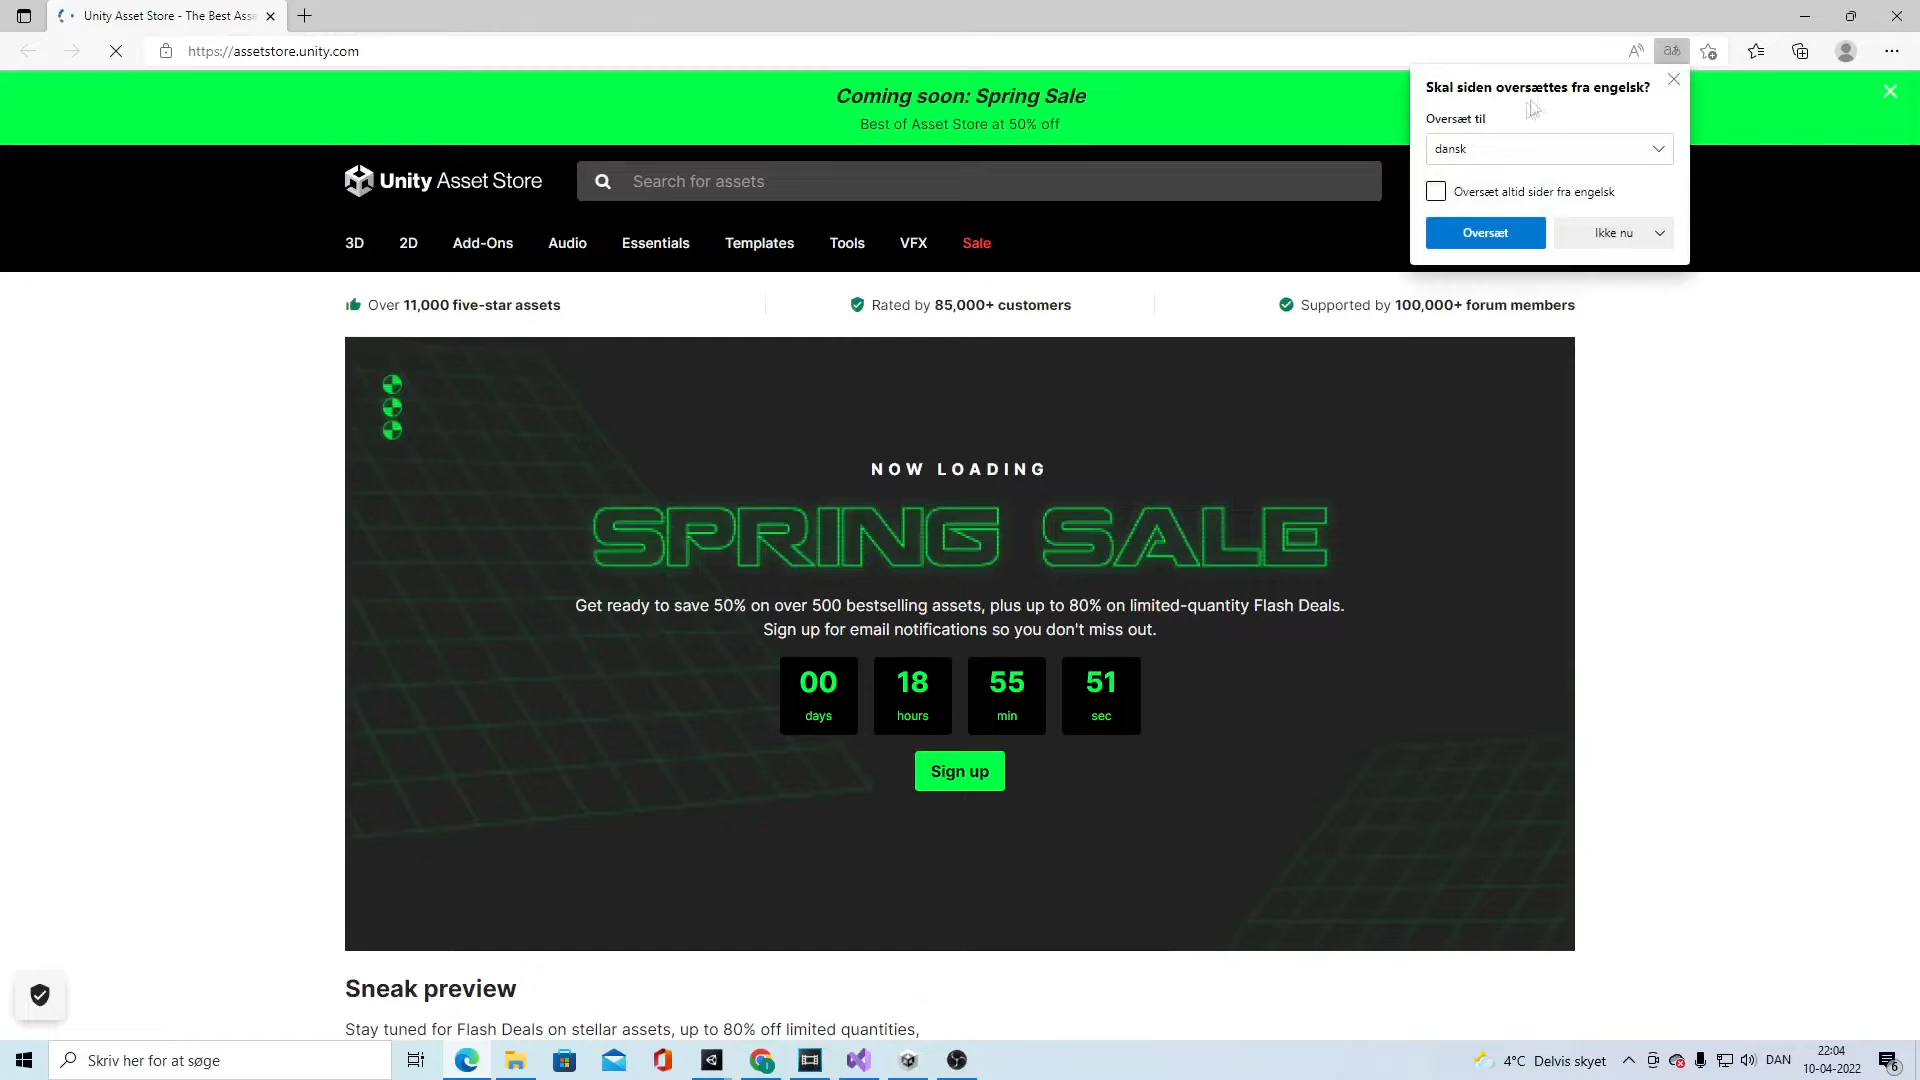 Unity Asset Store - The Best Asse
https://assetstore.unity.com
Coming soon: Spring Sale
Best of Asset Store at 50% off
Skal siden oversættes fra engelsk?
Oversæt til
dansk
Oversæt altid sider fra engelsk
Oversæt
Ikke nu
Unity Asset Store
Search for assets
3D 2D Add-Ons Audio Essentials Templates Tools VFX Sale
Over 11,000 five-star assets
Rated by 85,000+ customers
Supported by 100,000+ forum members
NOW LOADING
SPRING SALE
Get ready to save 50% on over 500 bestselling assets, plus up to 80% on limited-quantity Flash Deals.
Sign up for email notifications so you don't miss out.
00 18 55 51
days hours min sec
Sign up
Sneak preview
Stay tuned for Flash Deals on stellar assets, up to 80% off limited quantities,
Skriv her for at søge
4°C Delvis skyet
DAN
22:04
10-04-2022
6